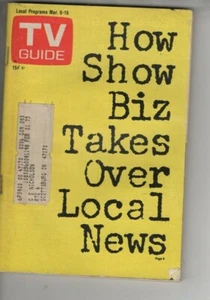 Local Programs Mar. 9-15
TV
GUIDE
15¢
How
Show
Biz
Takes
Over
Local
News